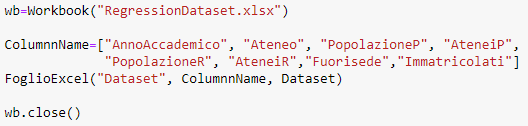 wb=Workbook("RegressionDataset.xlsx")
ColumnnName=["AnnoAccademico", "Ateneo", "PopolazioneP", "AteneiP",
"PopolazioneR", "AteneiR","Fuorisede","Immatricolati"]
FoglioExcel("Dataset", ColumnnName, Dataset)
wb.close()